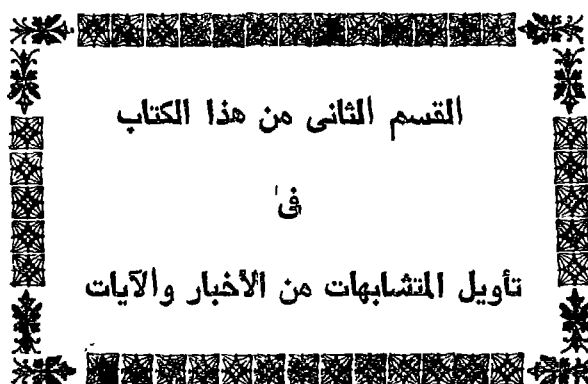 القسم الثانى من هذا الكتاب
فى
تأويل المتشابهات من الأخبار والآيات